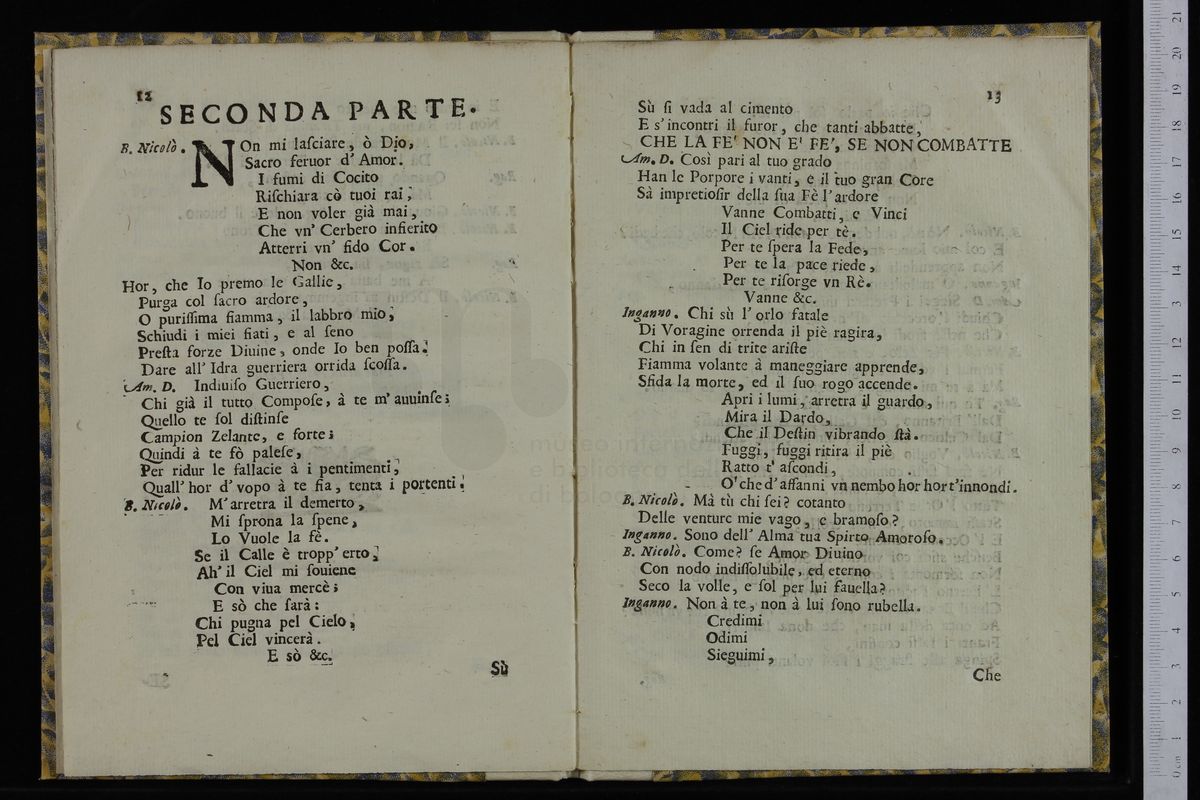 12
SECONDA PARTE.
B. Nicolò. NOn mi laſciare, ò Dio,
Sacro feruor d' Amor.
I fumi di Cocito
Riſchiara cò tuoi rai;
E non voler già mai,
Che vn' Cerbero infierito
Atterri vn' fido Cor.
Non &c.
Hor, che Io premo le Gallie,
Purga col ſacro ardore,
O puriſſima fiamma, il labbro mio;
Schiudi i miei fiati, e al ſeno
Preſta forze Diuine, onde Io ben poſſa
Dare all' Idra guerriera orrida ſcoſſa.
Am. D. Indiuiſo Guerriero,
Chi già il tutto Compoſe, à te m' auuinſe;
Quello te ſol diſtinſe
Campion Zelante, e forte;
Quindi à te fò paleſe,
Per ridur le fallacie à i pentimenti,
Quall' hor d' vopo à te fia, tenta i portenti.
B. Nicolò. M' arretra il demerto,
Mi ſprona la ſpene,
Lo Vuole la fè.
Se il Calle è tropp' erto,
Ah' il Ciel mi ſouiene
Con viua mercè;
E sò che ſarà:
Chi pugna pel Cielo,
Pel Ciel vincerà.
E sò &c.
Sù
13
Sù ſi vada al cimento
E s' incontri il furor, che tanti abbatte,
CHE LA FE' NON E' FE', SE NON COMBATTE
Am. D. Così pari al tuo grado
Han le Porpore i vanti, e il tuo gran Core
Sà impretioſir della ſua Fè l' ardore
Vanne Combatti, e Vinci
Il Ciel ride per tè.
Per te ſpera la Fede,
Per te la pace riede,
Per te riſorge vn Rè.
Vanne &c.
Inganno. Chi sù l' orlo fatale
Di Voragine orrenda il piè ragira,
Chi in ſen di trite ariſte
Fiamma volante à maneggiare apprende,
Sfida la morte, ed il ſuo rogo accende.
Apri i lumi, arretra il guardo,
Mira il Dardo,
Che il Deſtin vibrando ſtà.
Fuggi, fuggi ritira il piè
Ratto t' aſcondi,
O' che d' affanni vn nembo hor hor t' innondi.
B. Nicolò. Mà tù chi ſei? cotanto
Delle venture mie vago, e bramoſo?
Inganno. Sono dell' Alma tua Spirto Amoroſo.
B. Nicolò. Come? ſe Amor Diuino
Con nodo indiſſolubile, ed eterno
Seco la volle, e ſol per lui fauella?
Inganno. Non à te, non à lui ſono rubella.
Credimi
Odimi
Sieguimi,
Che